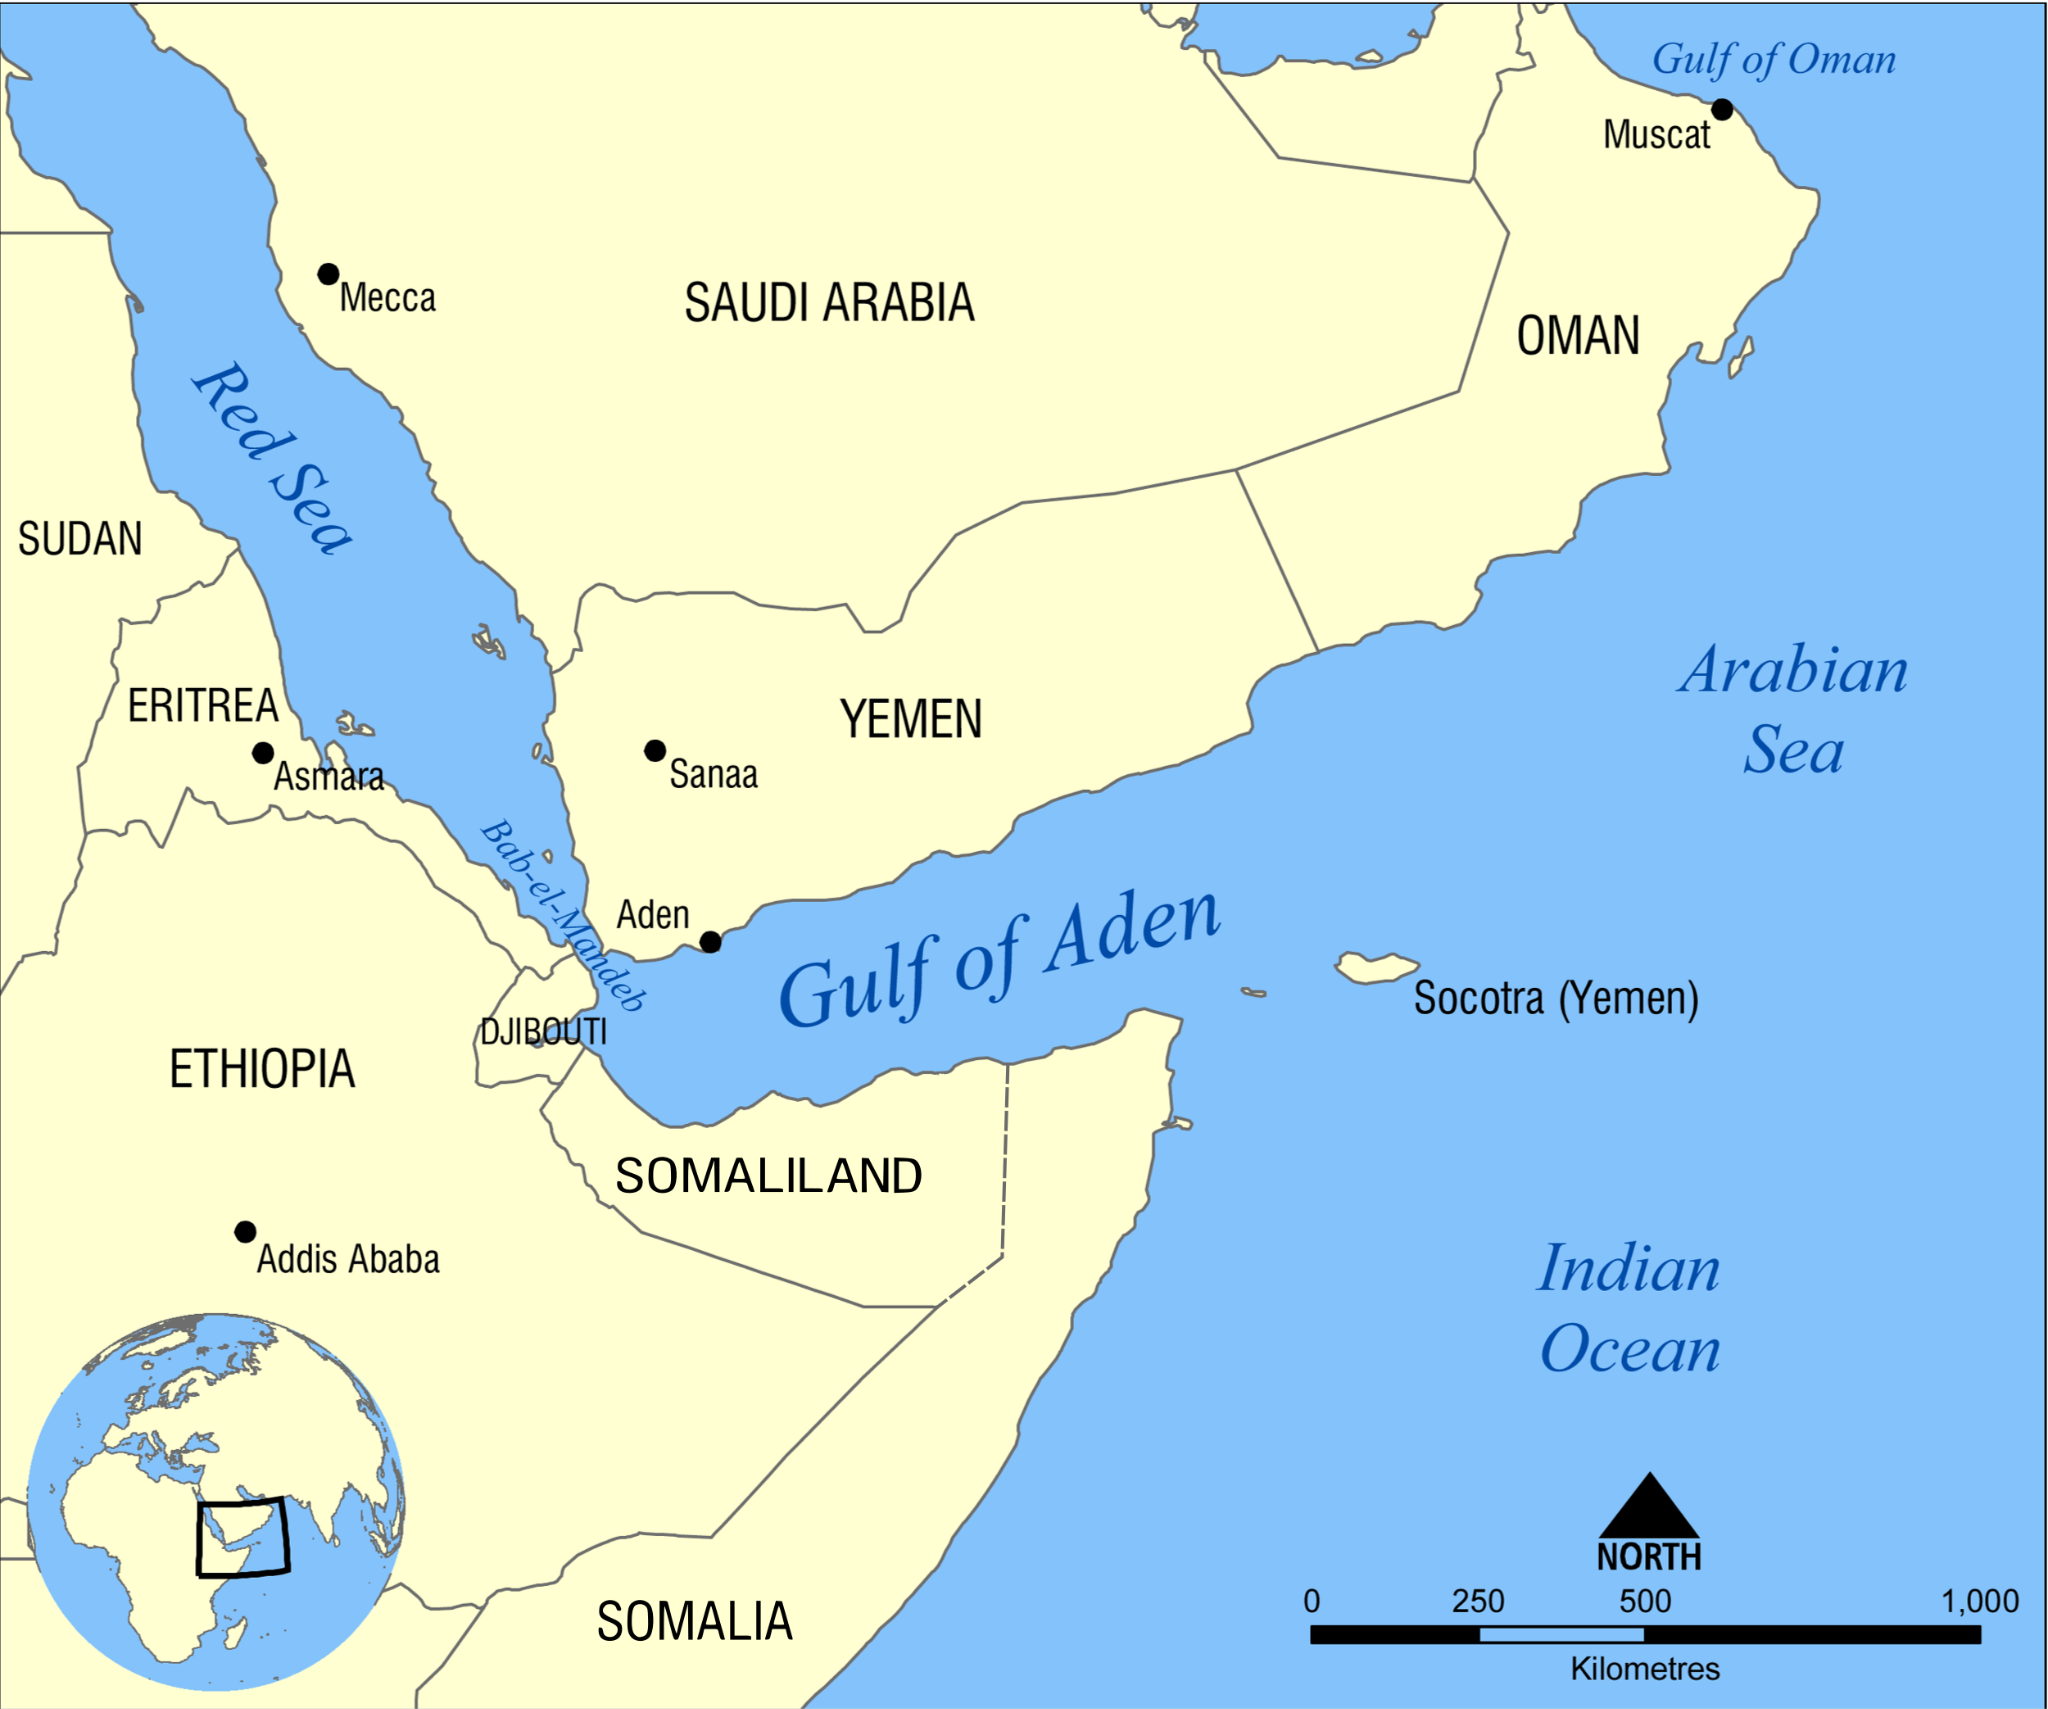 Gulf of Oman
Muscat
Mecca
SAUDI ARABIA
OMAN
Red Sea
SUDAN
Arabian
Sea
ERITREA
Asmara
YEMEN
Sanaa
Bab-el-Mandeb
Aden
Gulf of Aden
Socotra (Yemen)
DJIBOUTI
ETHIOPIA
SOMALILAND
Addis Ababa
Indian
Ocean
NORTH
SOMALIA
0 250 500 1,000
Kilometres